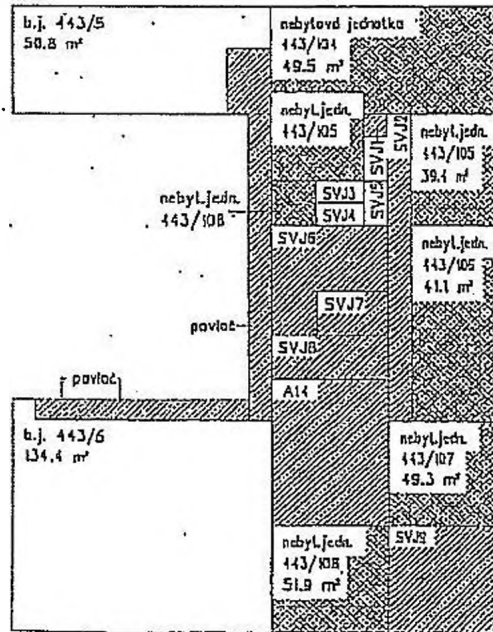 b.j. 443/5
50.8 m²
nebytová jednotka
443/104
49.5 m²
nebyt.jedn.
443/105
SVJ1
SVJ2
nebyt.jedn.
443/105
39.1 m²
SVJ3
SVJ4
SVJ5
nebyt.jedn.
443/108
SVJ6
nebyt.jedn.
443/106
41.1 m²
SVJ7
pavlač
SVJ8
pavlač
A14
b.j. 443/6
134.4 m²
nebyt.jedn.
443/107
49.3 m²
nebyt.jedn.
443/108
51.9 m²
SVJ9